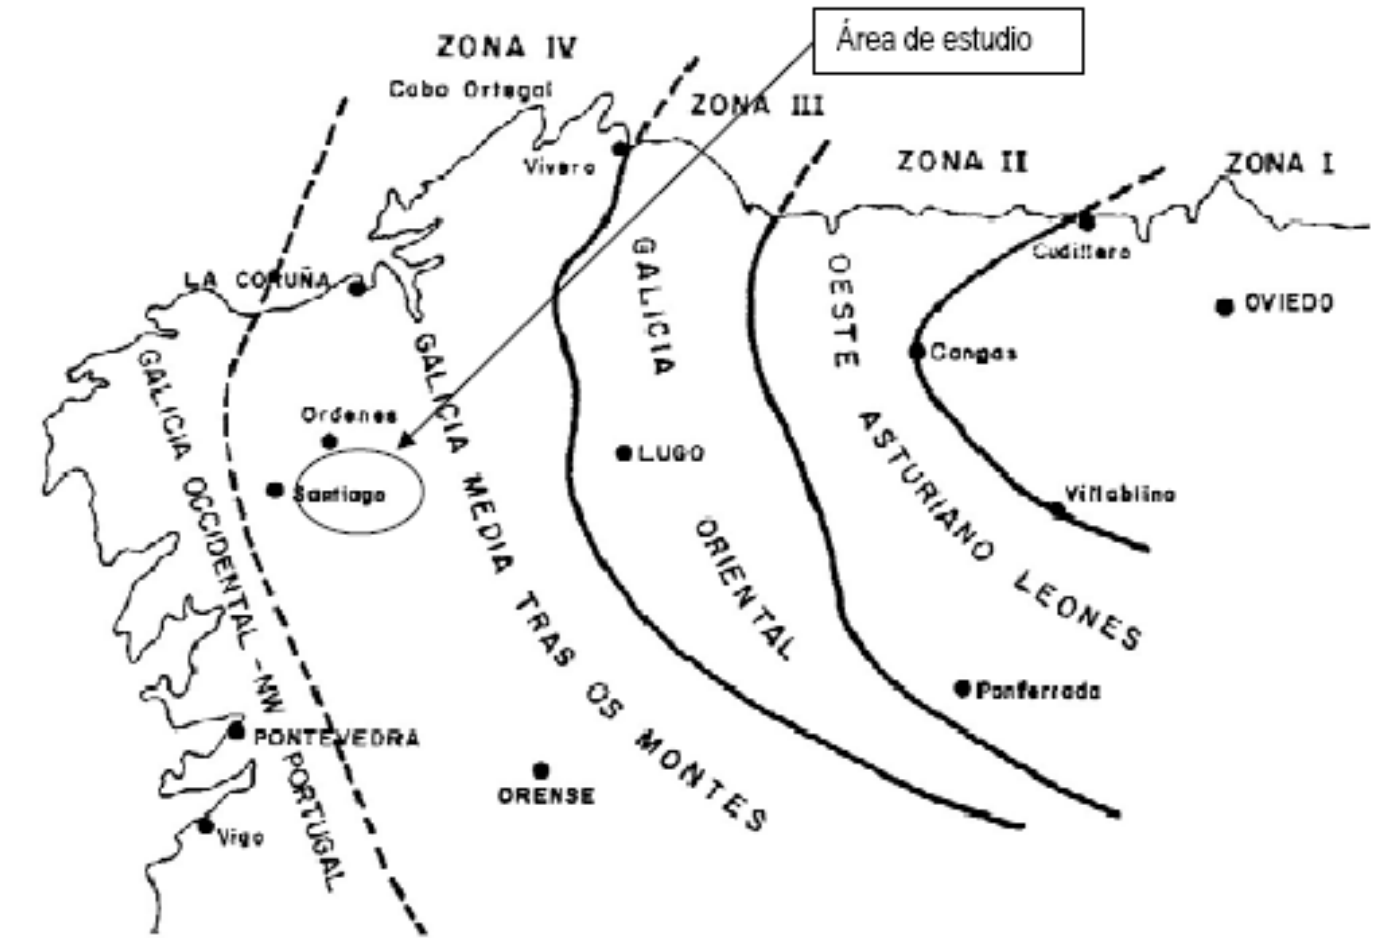 Área de estudio
ZONA IV
Cabo Ortegal
ZONA III
Vivero
ZONA II
ZONA I
Cudillero
LA CORUÑA
OVIEDO
Cangas
Ordenes
Santiago
LUGO
Villablino
Ponferrada
PONTEVEDRA
ORENSE
Vigo
GALICIA OCCIDENTAL -NW PORTUGAL
GALICIA MEDIA TRAS OS MONTES
GALICIA ORIENTAL
OESTE ASTURIANO LEONES